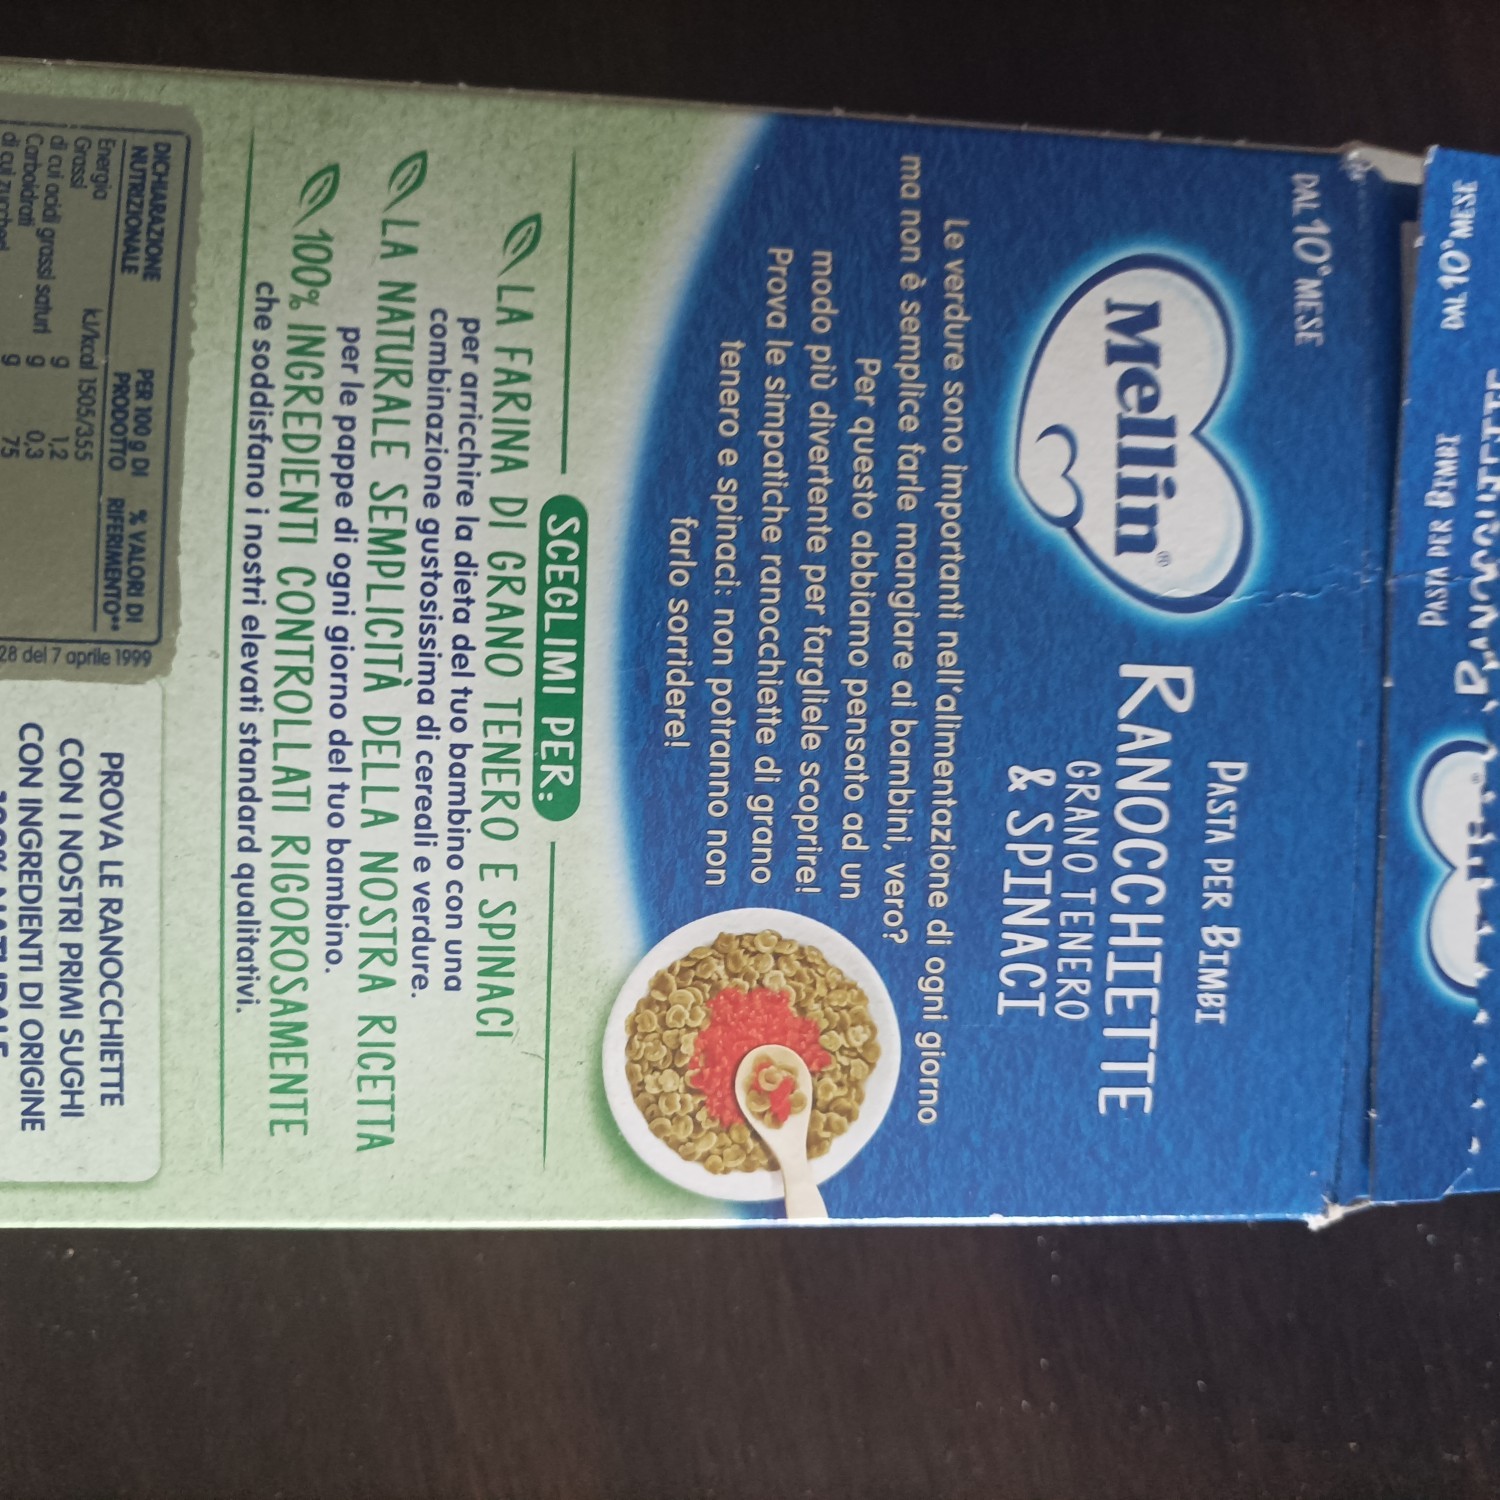 DAL 10° MESE
PASTA PER BIMBI
DAL 10° MESE
Mellin®
PASTA PER BIMBI
RANOCCHIETTE
GRANO TENERO
& SPINACI
Le verdure sono importanti nell'alimentazione di ogni giorno
ma non è semplice farle mangiare ai bambini, vero?
Per questo abbiamo pensato ad un
modo più divertente per fargliele scoprire!
Prova le simpatiche ranocchiette di grano
tenero e spinaci: non potranno non
farlo sorridere!
SCEGLIMI PER:
LA FARINA DI GRANO TENERO E SPINACI
per arricchire la dieta del tuo bambino con una
combinazione gustosissima di cereali e verdure.
LA NATURALE SEMPLICITÀ DELLA NOSTRA RICETTA
per le pappe di ogni giorno del tuo bambino.
100% INGREDIENTI CONTROLLATI RIGOROSAMENTE
che soddisfano i nostri elevati standard qualitativi.
DICHIARAZIONE PER 100 g DI % VALORI DI
NUTRIZIONALE PRODOTTO RIFERIMENTO**
Energia kJ/kcal 1505/355
Grassi g 1,2
di cui acidi grassi saturi g 0,3
Carboidrati g 75
di cui zuccheri
28 del 7 aprile 1999
PROVA LE RANOCCHIETTE
CON I NOSTRI PRIMI SUGHI
CON INGREDIENTI DI ORIGINE